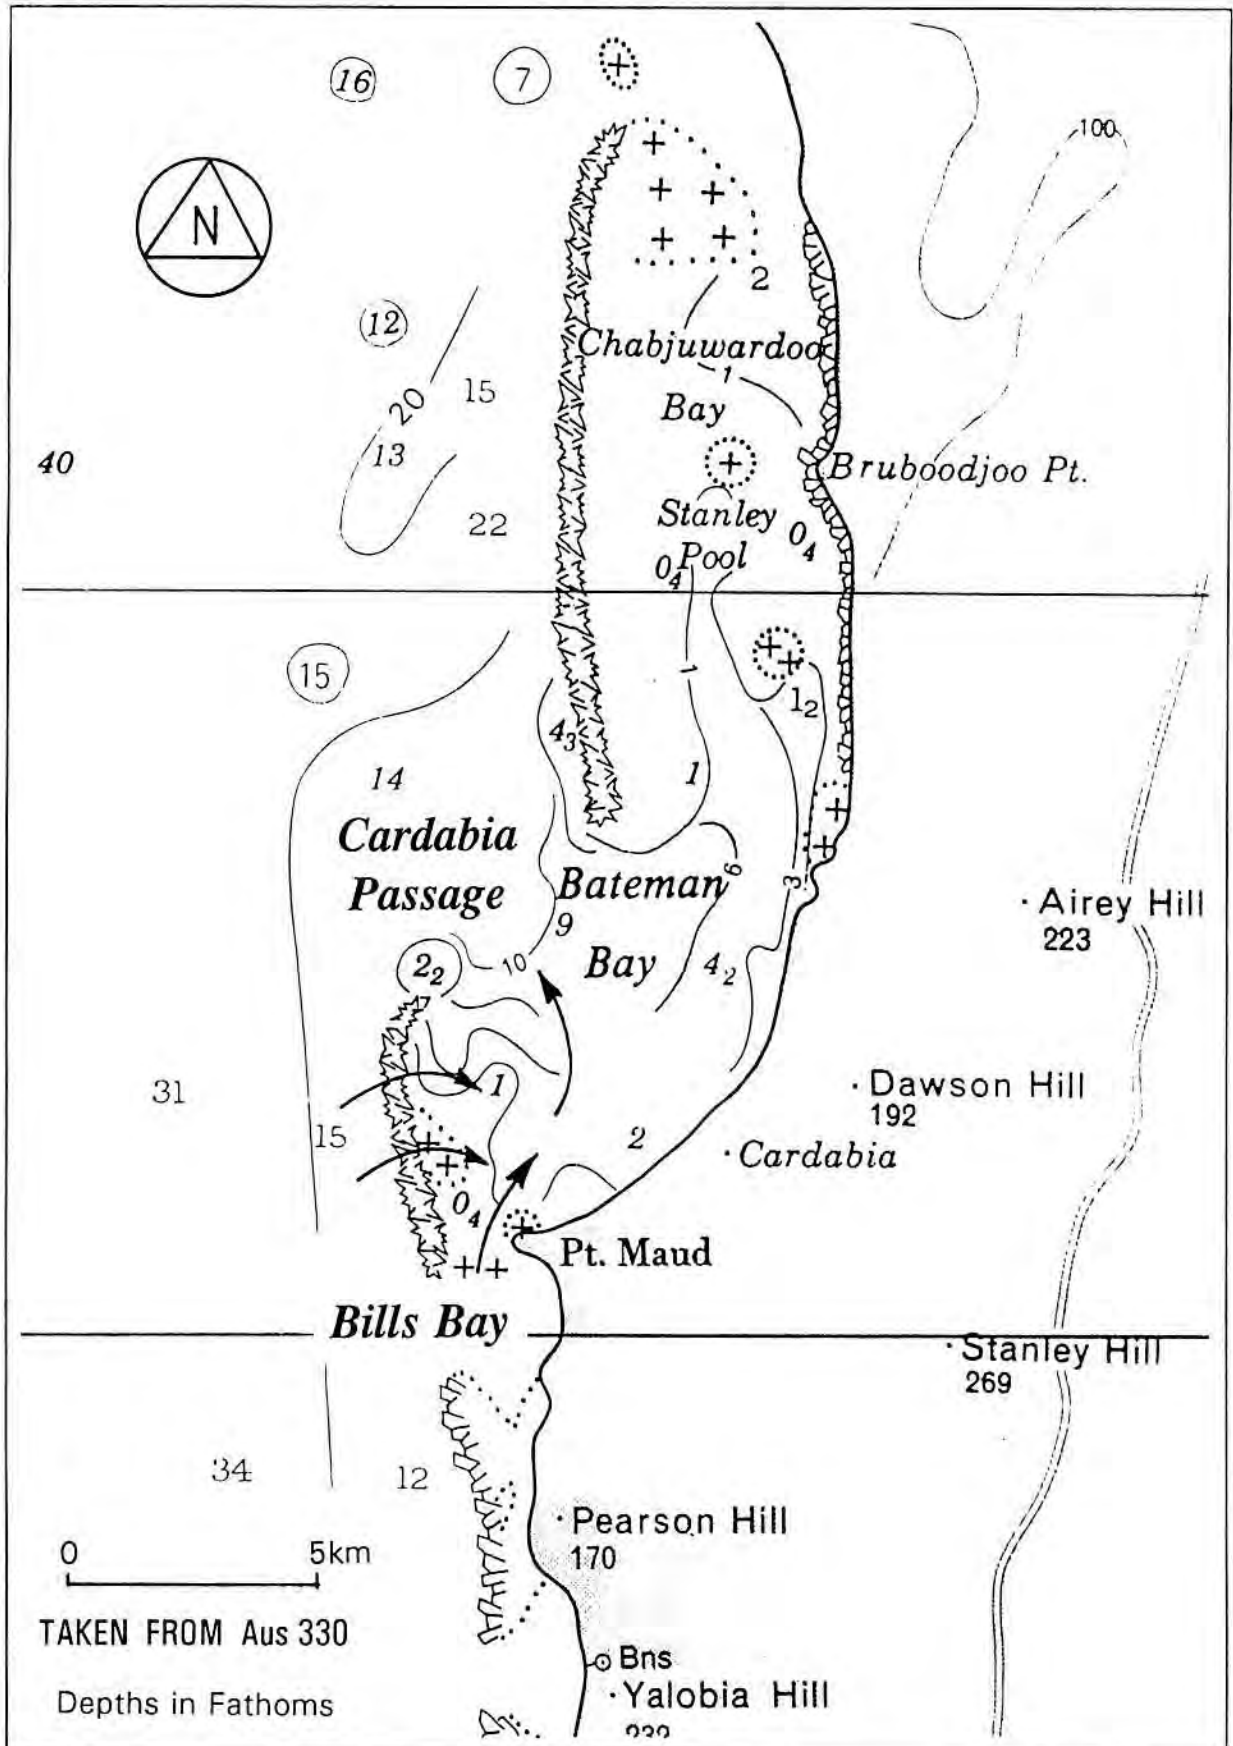 16
7
100
N
2
12
Chabjuwardoo
1
20
15
Bay
13
40
Bruboodjoo Pt.
22
Stanley
0₄
Pool
0₄
15
1
1₂
4₃
14
1
Cardabia
Passage
Bateman
6
3
9
Airey Hill
223
2₂
10
Bay
4₂
31
1
Dawson Hill
192
15
2
Cardabia
0₄
Pt. Maud
Bills Bay
Stanley Hill
269
34
12
Pearson Hill
170
0 5km
TAKEN FROM Aus 330
Bns
Yalobia Hill
Depths in Fathoms